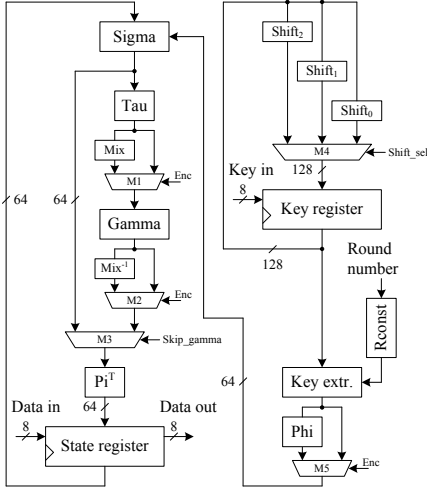 Sigma
Shift2
Shift1
Shift0
Tau
Mix
M1
Enc
M4
Shift_sel
128
Key in
8
Key register
64
64
Gamma
128
Round
number
Mix-1
M2
Enc
Rconst
M3
Skip_gamma
64
PiT
Key extr.
64
Data in
Data out
8
State register
8
Phi
M5
Enc